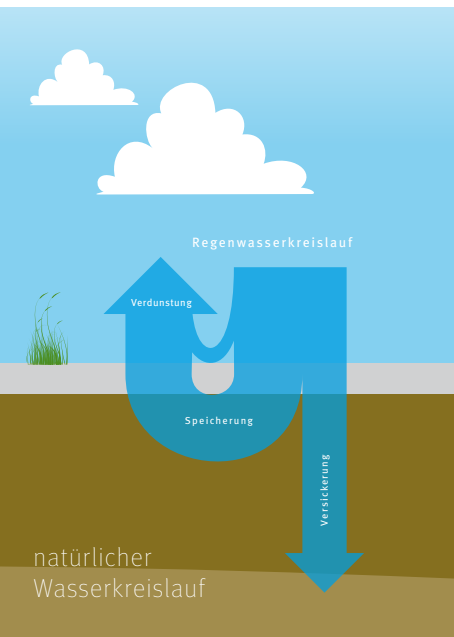 Regenwasserkreislauf
Verdunstung
Speicherung
Versickerung
natürlicher
Wasserkreislauf